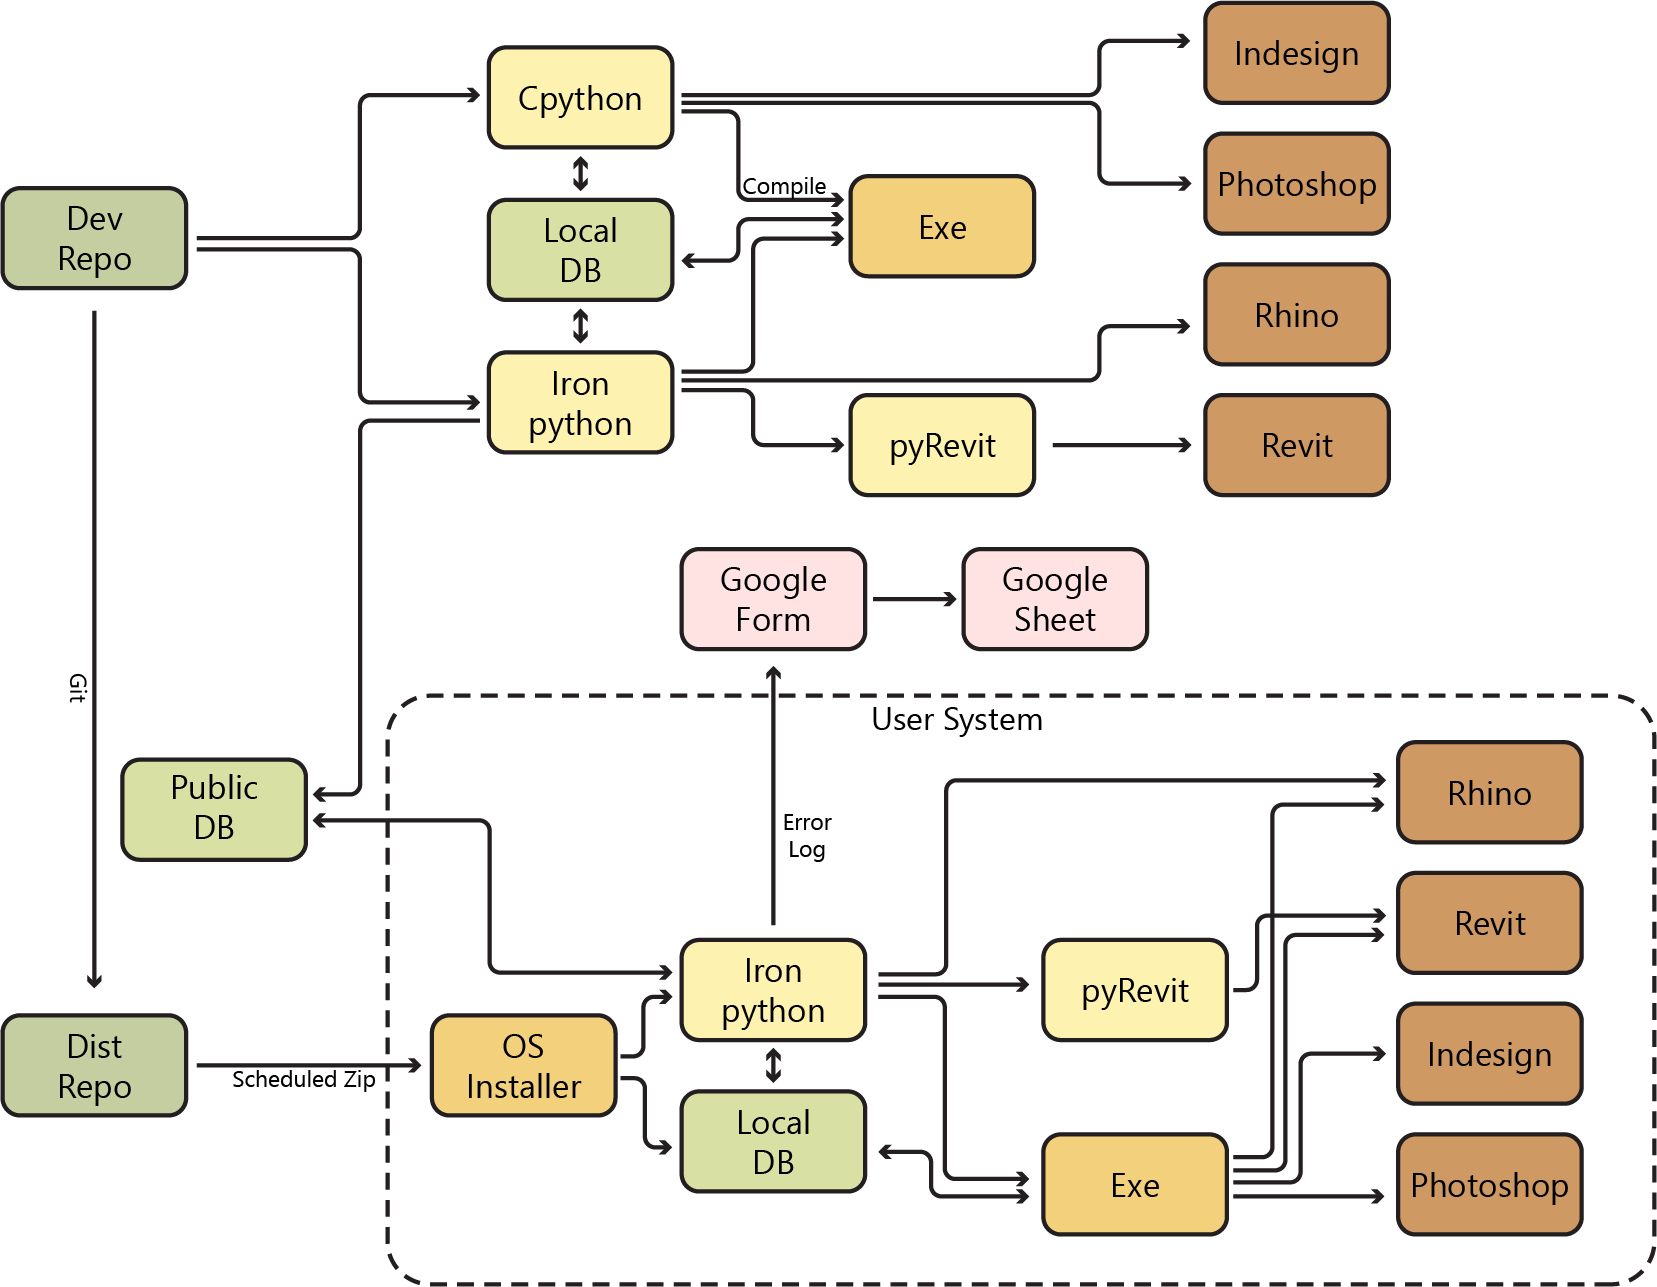 Indesign
Cpython
Photoshop
Compile
Dev
Repo
Local
DB
Exe
Rhino
Iron
python
pyRevit
Revit
Google
Form
Google
Sheet
Git
User System
Public
DB
Rhino
Error
Log
Revit
Iron
python
pyRevit
Dist
Repo
Scheduled Zip
OS
Installer
Indesign
Local
DB
Exe
Photoshop